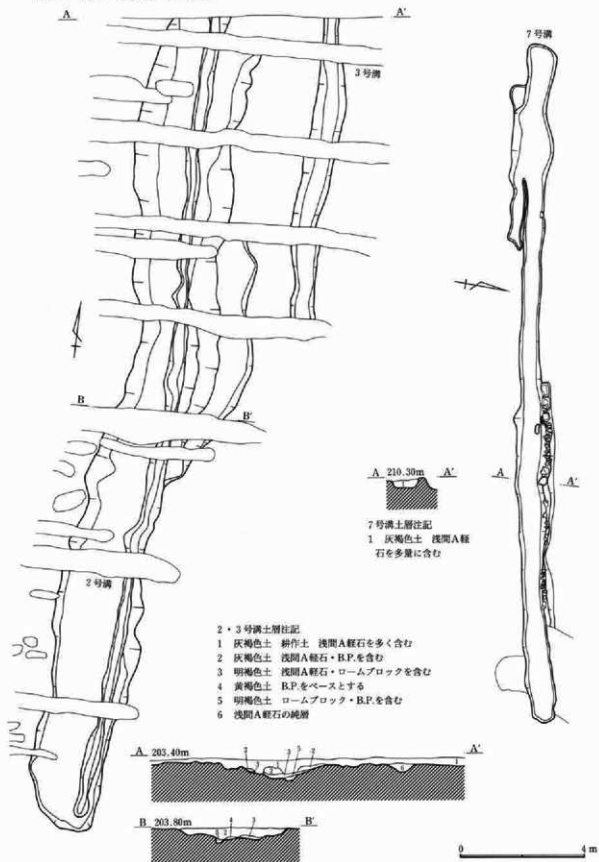 A
A'
3号溝
7号溝
B
B'
A 210.30m A'
A
A'
7号溝土層注記
1 灰褐色土 浅間A軽
石を多量に含む
2号溝
2・3号溝土層注記
1 灰褐色土 耕作土 浅間A軽石を多く含む
2 灰褐色土 浅間A軽石・B.P.を含む
3 明褐色土 浅間A軽石・ロームブロックを含む
4 黄褐色土 B.P.をベースとする
5 明褐色土 ロームブロック・B.P.を含む
6 浅間A軽石の純層
A 203.40m A'
B 203.80m B'
0 4m